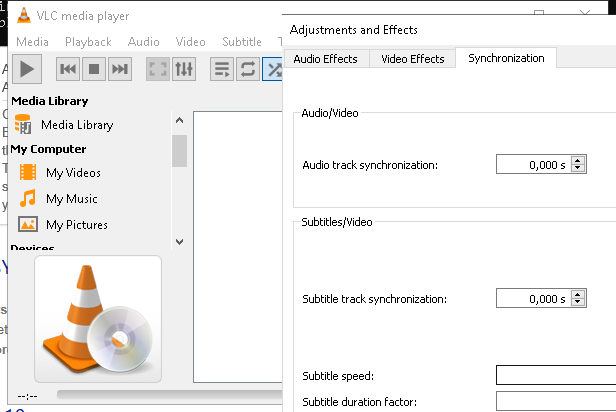 VLC media player
Media Playback Audio Video Subtitle T
Media Library
Media Library
My Computer
My Videos
My Music
My Pictures
Devices
--:--
Adjustments and Effects
Audio Effects Video Effects Synchronization
Audio/Video
Audio track synchronization: 0,000 s
Subtitles/Video
Subtitle track synchronization: 0,000 s
Subtitle speed:
Subtitle duration factor: